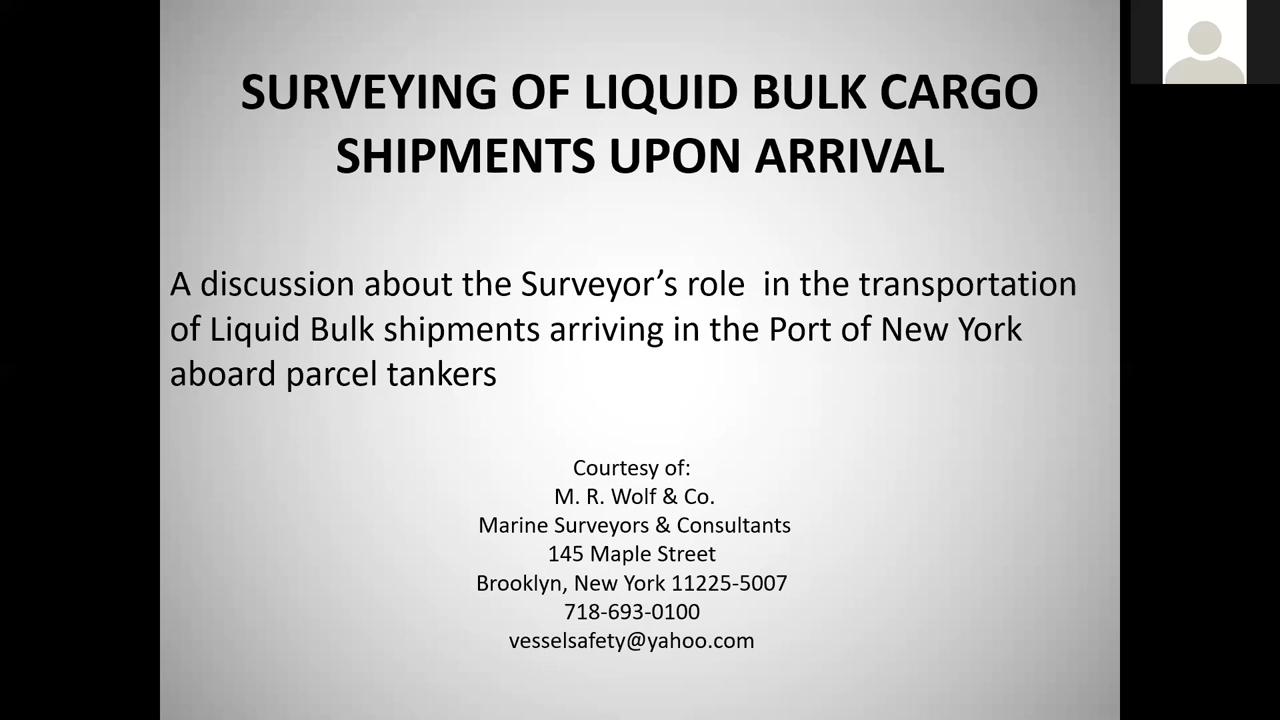 SURVEYING OF LIQUID BULK CARGO
SHIPMENTS UPON ARRIVAL
A discussion about the Surveyor’s role  in the transportation
of Liquid Bulk shipments arriving in the Port of New York
aboard parcel tankers
Courtesy of:
M. R. Wolf & Co.
Marine Surveyors & Consultants
145 Maple Street
Brooklyn, New York 11225-5007
718-693-0100
vesselsafety@yahoo.com